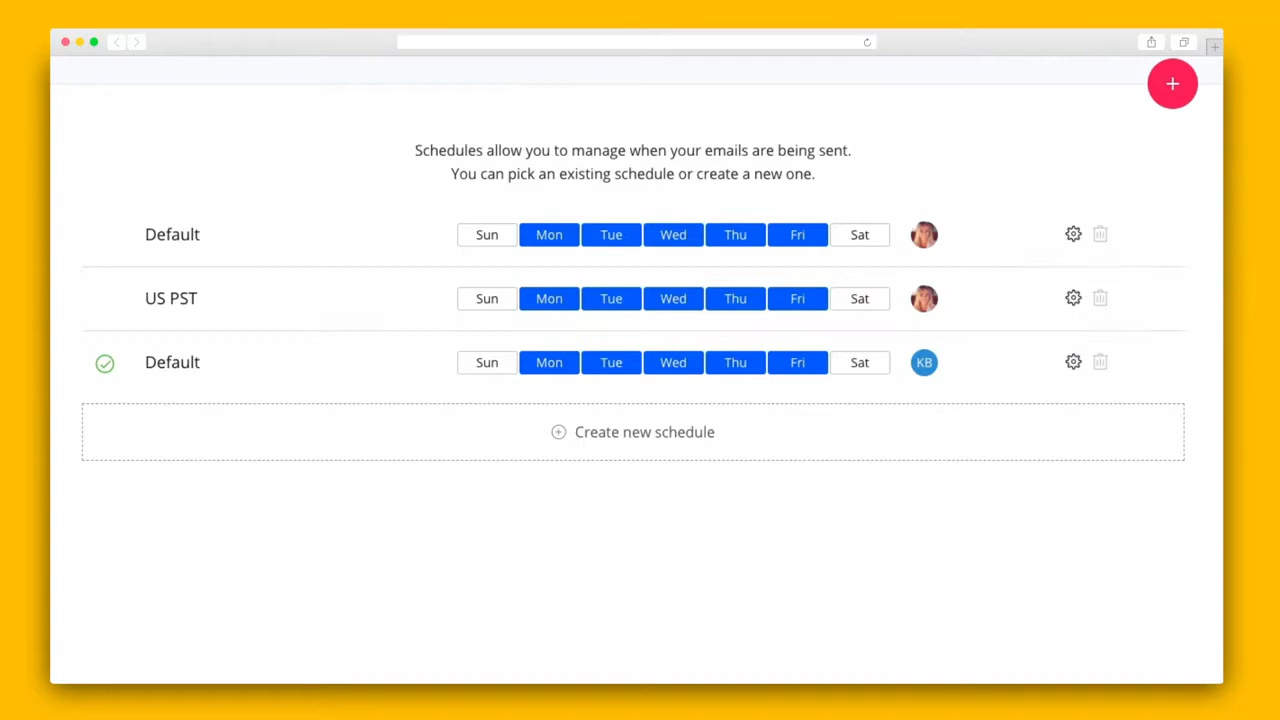 Schedules allow you to manage when your emails are being sent.
You can pick an existing schedule or create a new one.
Default Sun Mon Tue Wed Thu Fri Sat
US PST Sun Mon Tue Wed Thu Fri Sat
Default Sun Mon Tue Wed Thu Fri Sat KB
Create new schedule